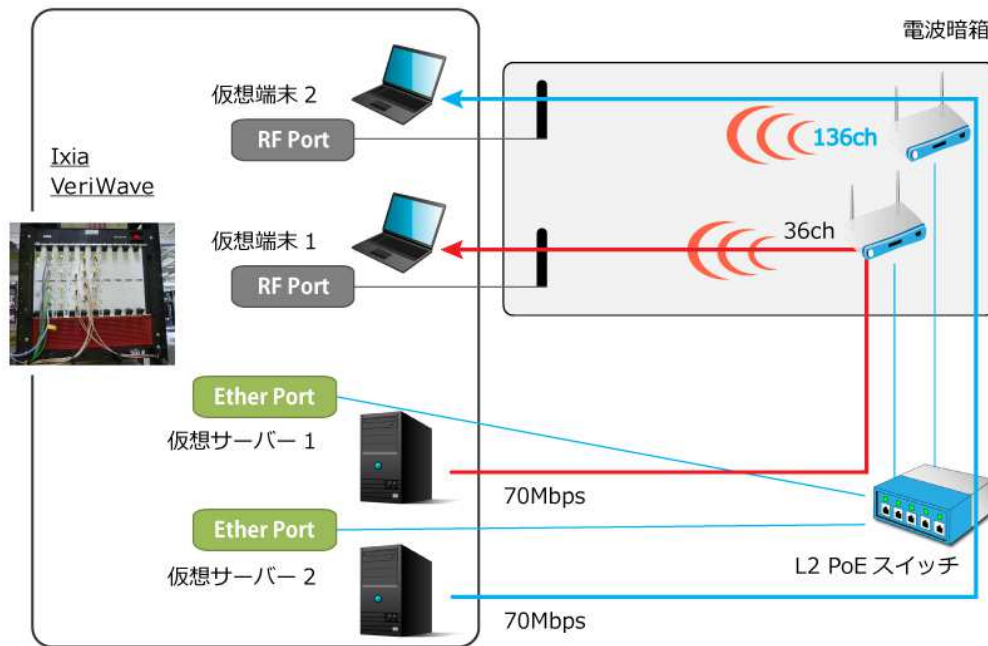 電波暗箱
仮想端末 2
RF Port
136ch
Ixia
VeriWave
仮想端末 1
36ch
RF Port
Ether Port
仮想サーバー 1
70Mbps
Ether Port
仮想サーバー 2
L2 PoE スイッチ
70Mbps